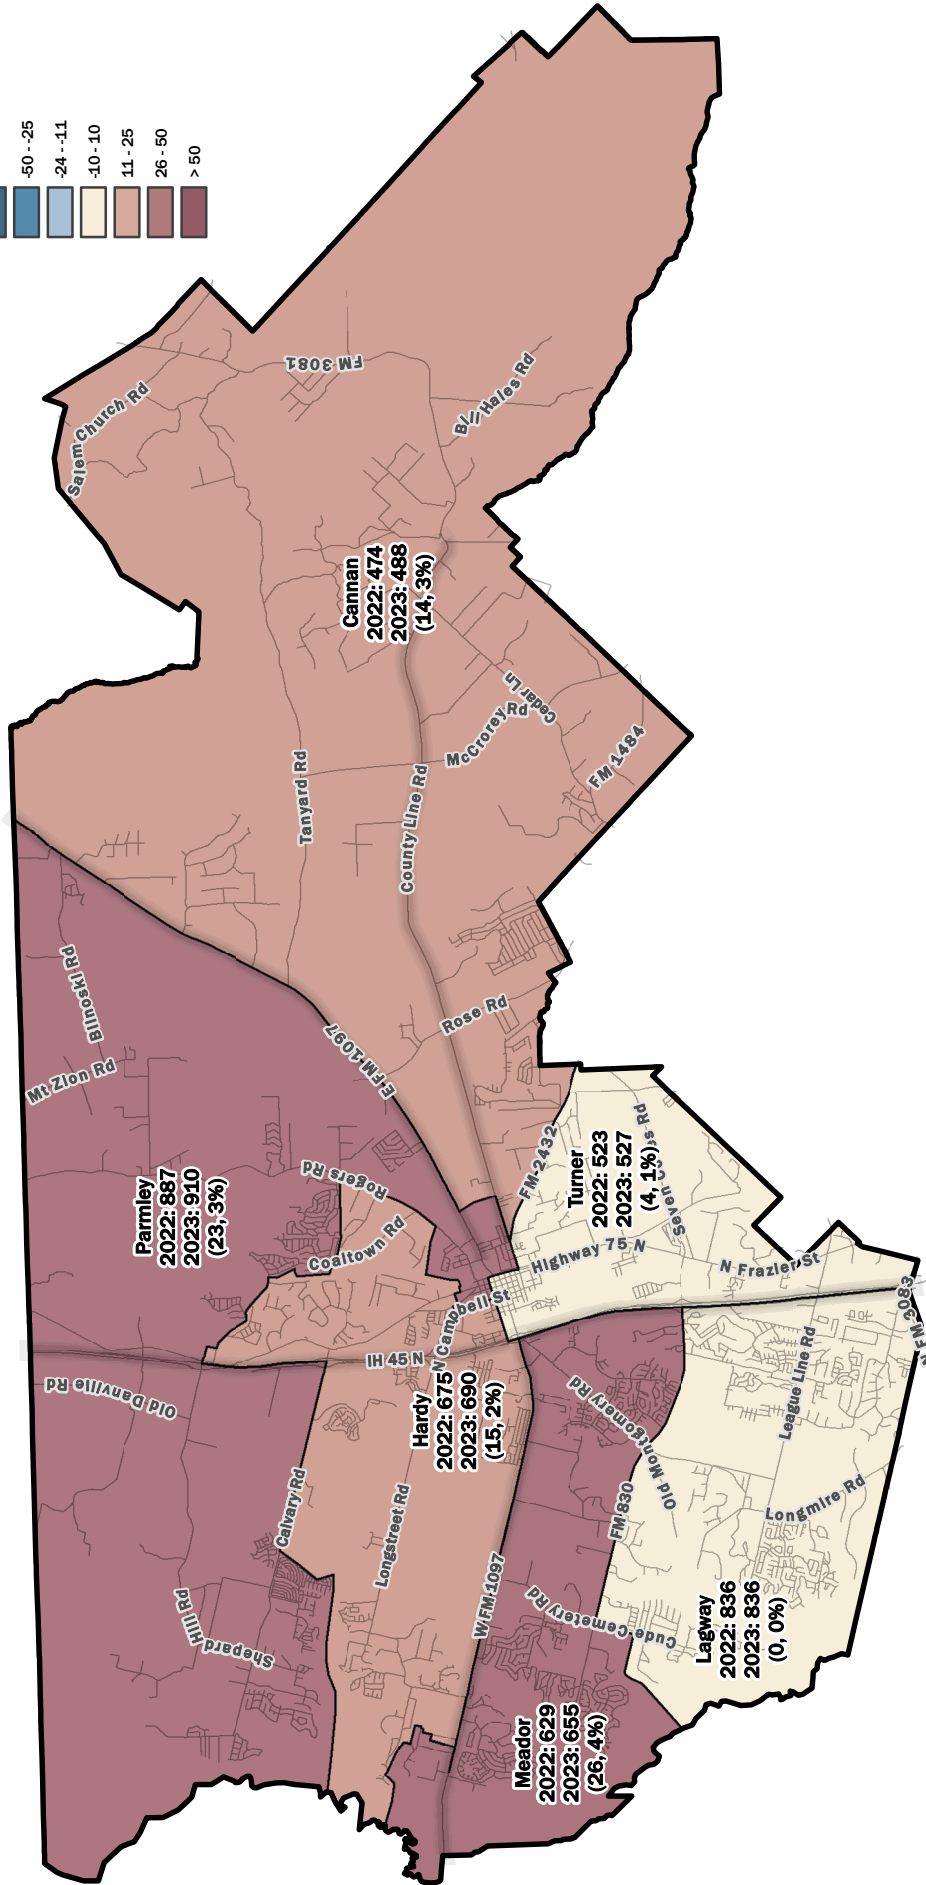 -50 - -25
-24 - -11
-10 - 10
11 - 25
26 - 50
> 50
Salem Church Rd
FM 3081
Bill Hales Rd
Cannan
2022: 474
2023: 488
(14, 3%)
Cedar Ln
McCrorey Rd
FM 1484
Tanyard Rd
County Line Rd
Rose Rd
E FM-1097
Bilnoski Rd
Mt Zion Rd
Parmley
2022: 887
2023: 910
(23, 3%)
Rogers Rd
Coaltown Rd
FM-2432
Turner
2022: 523
2023: 527
(4, 1%)
Rd
Highway 75 N
N Frazier St
N Campbell St
IH 45 N
Old Danville Rd
Hardy
2022: 675
2023: 690
(15, 2%)
Calvary Rd
Longstreet Rd
W FM-1097
Shepard Hill Rd
Old Montgomery Rd
FM 830
Cude Cemetery Rd
League Line Rd
Longmire Rd
N FM-3083
Lagway
2022: 836
2023: 836
(0, 0%)
Meador
2022: 629
2023: 655
(26, 4%)